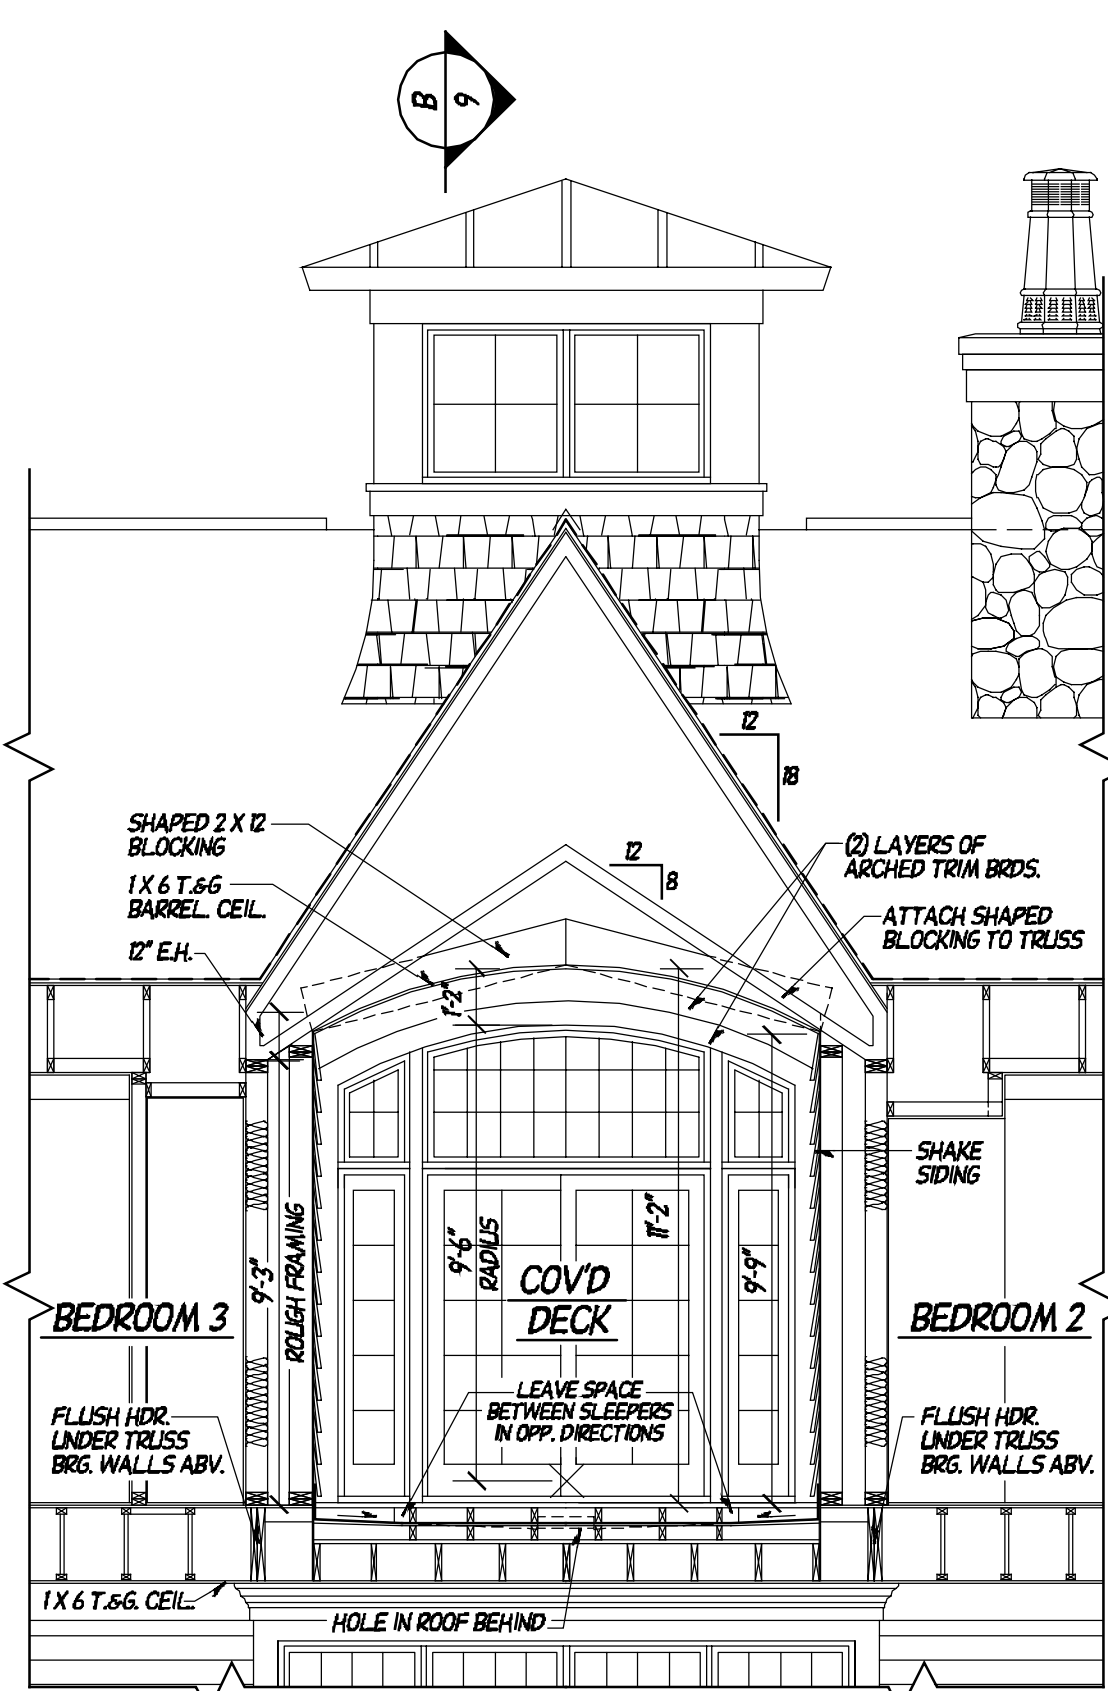 B
9
12
18
SHAPED 2 X 12
BLOCKING
1 X 6 T.&G
BARREL. CEIL.
12" E.H.
12
8
(2) LAYERS OF
ARCHED TRIM BRDS.
ATTACH SHAPED
BLOCKING TO TRUSS
1'-2"
SHAKE
SIDING
9'-3"
ROUGH FRAMING
9'-6"
RADIUS
11'-2"
9'-9"
COV'D
DECK
BEDROOM 3
BEDROOM 2
LEAVE SPACE
BETWEEN SLEEPERS
IN OPP. DIRECTIONS
FLUSH HDR.
UNDER TRUSS
BRG. WALLS ABV.
FLUSH HDR.
UNDER TRUSS
BRG. WALLS ABV.
1 X 6 T.&G. CEIL.
HOLE IN ROOF BEHIND